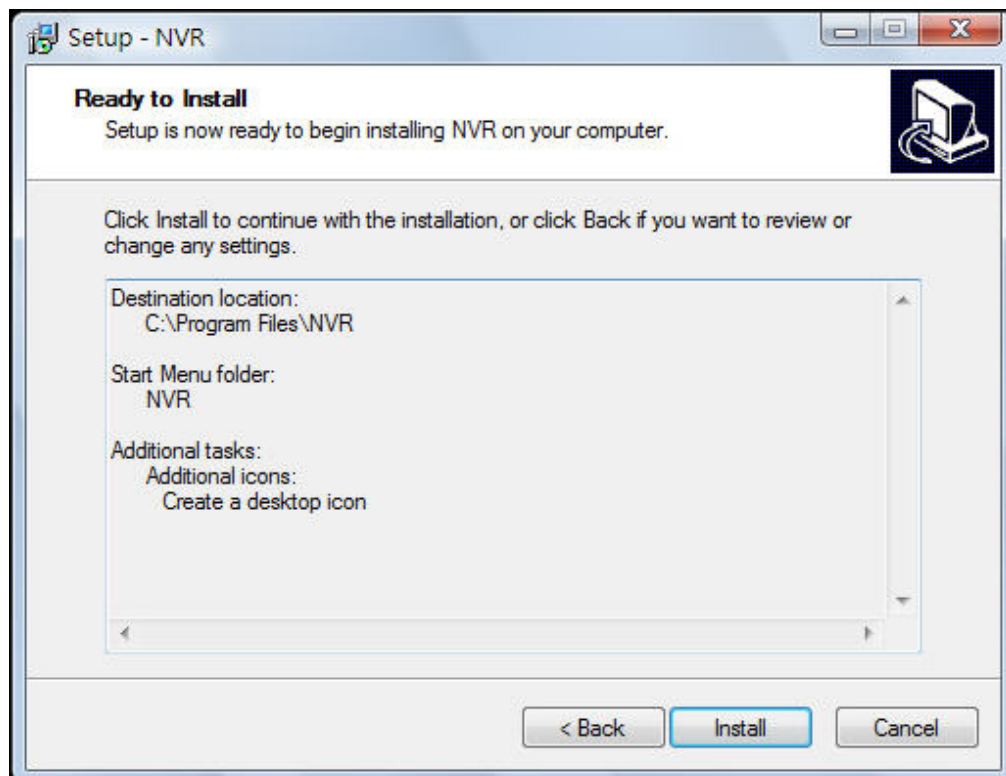 Setup - NVR
Ready to Install
Setup is now ready to begin installing NVR on your computer.
Click Install to continue with the installation, or click Back if you want to review or
change any settings.
Destination location:
C:\Program Files\NVR
Start Menu folder:
NVR
Additional tasks:
Additional icons:
Create a desktop icon
< Back Install Cancel